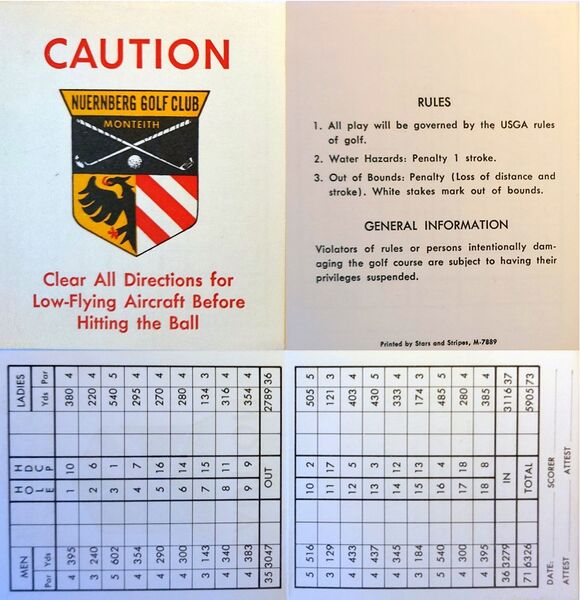 CAUTION
NUERNBERG GOLF CLUB
MONTEITH
Clear All Directions for
Low-Flying Aircraft Before
Hitting the Ball
RULES
1. All play will be governed by the USGA rules
of golf.
2. Water Hazards: Penalty 1 stroke.
3. Out of Bounds: Penalty (Loss of distance and
stroke). White stakes mark out of bounds.
GENERAL INFORMATION
Violators of rules or persons intentionally dam-
aging the golf course are subject to having their
privileges suspended.
Printed by Stars and Stripes, M-7889
MEN HOLE HDCP LADIES
Par Yds Yds Par
4 395 1 10 380 4
3 240 2 6 220 4
5 602 3 1 540 5
4 354 4 7 295 4
4 290 5 16 270 4
4 300 6 14 280 4
3 143 7 15 134 3
4 340 8 11 316 4
4 383 9 9 354 4
35 3047 OUT 2789 36
5 516 10 2 505 5
3 129 11 17 121 3
4 433 12 5 403 4
4 437 13 3 430 5
4 345 14 12 333 4
3 184 15 13 174 3
5 540 16 4 485 5
4 300 17 18 280 4
4 395 18 8 385 4
36 3279 IN 3116 37
71 6326 TOTAL 5905 73
DATE: SCORER
ATTEST ATTEST